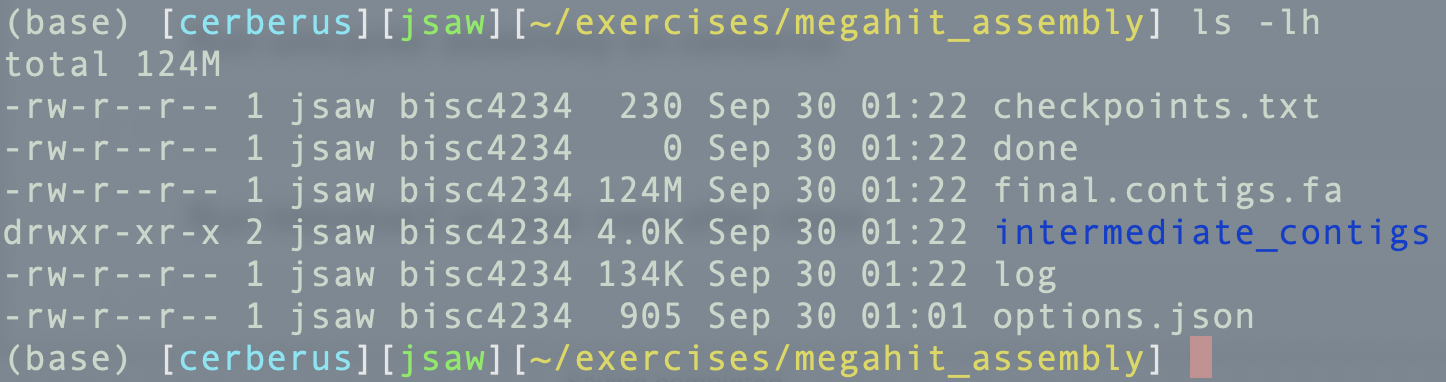 (base) [cerberus][jsaw][~/exercises/megahit_assembly] ls -lh
total 124M
-rw-r--r-- 1 jsaw bisc4234  230 Sep 30 01:22 checkpoints.txt
-rw-r--r-- 1 jsaw bisc4234    0 Sep 30 01:22 done
-rw-r--r-- 1 jsaw bisc4234 124M Sep 30 01:22 final.contigs.fa
drwxr-xr-x 2 jsaw bisc4234 4.0K Sep 30 01:22 intermediate_contigs
-rw-r--r-- 1 jsaw bisc4234 134K Sep 30 01:22 log
-rw-r--r-- 1 jsaw bisc4234  905 Sep 30 01:01 options.json
(base) [cerberus][jsaw][~/exercises/megahit_assembly]